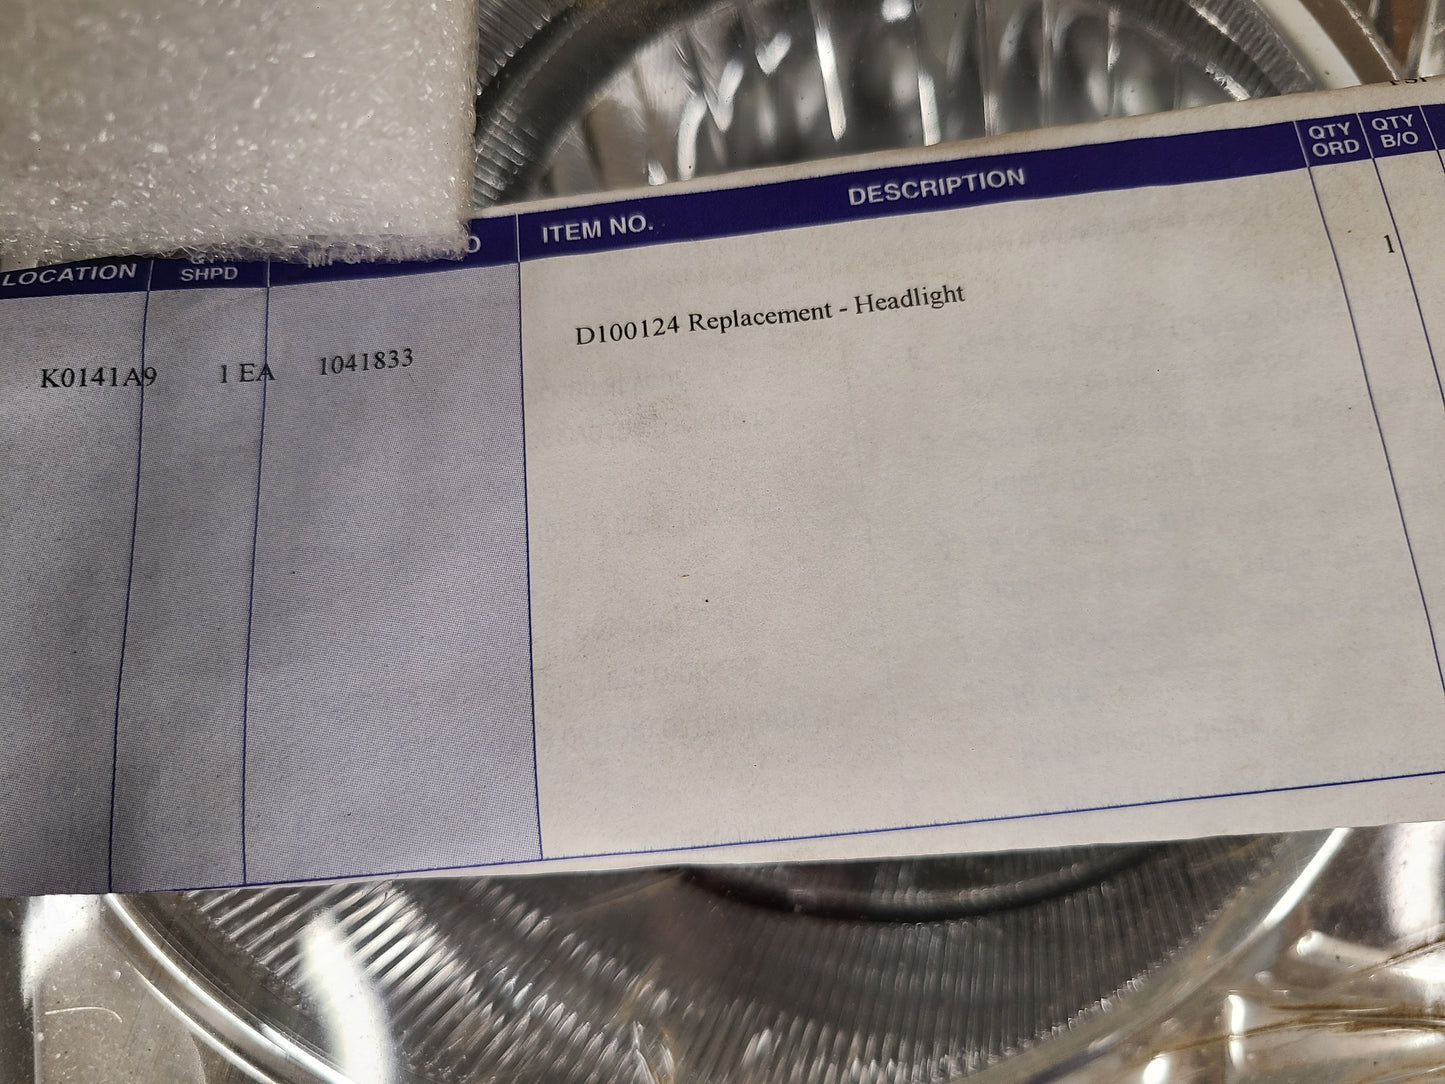 LOCATION
SHPD
ITEM NO.
DESCRIPTION
QTY
ORD
QTY
B/O
K0141A9
1 EA
1041833
D100124 Replacement - Headlight
1